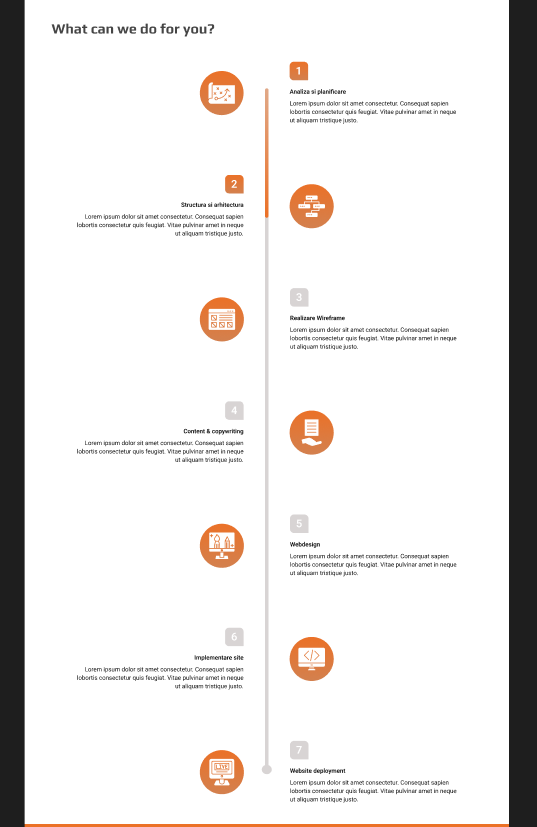 What can we do for you?
1
Analiza si planificare
Lorem ipsum dolor sit amet consectetur. Consequat sapien
lobortis consectetur quis feugiat. Vitae pulvinar amet in neque
ut aliquam tristique justo.
2
Structura si arhitectura
Lorem ipsum dolor sit amet consectetur. Consequat sapien
lobortis consectetur quis feugiat. Vitae pulvinar amet in neque
ut aliquam tristique justo.
3
Realizare Wireframe
Lorem ipsum dolor sit amet consectetur. Consequat sapien
lobortis consectetur quis feugiat. Vitae pulvinar amet in neque
ut aliquam tristique justo.
4
Content & copywriting
Lorem ipsum dolor sit amet consectetur. Consequat sapien
lobortis consectetur quis feugiat. Vitae pulvinar amet in neque
ut aliquam tristique justo.
5
Webdesign
Lorem ipsum dolor sit amet consectetur. Consequat sapien
lobortis consectetur quis feugiat. Vitae pulvinar amet in neque
ut aliquam tristique justo.
6
Implementare site
Lorem ipsum dolor sit amet consectetur. Consequat sapien
lobortis consectetur quis feugiat. Vitae pulvinar amet in neque
ut aliquam tristique justo.
</>
LIVE
7
Website deployment
Lorem ipsum dolor sit amet consectetur. Consequat sapien
lobortis consectetur quis feugiat. Vitae pulvinar amet in neque
ut aliquam tristique justo.